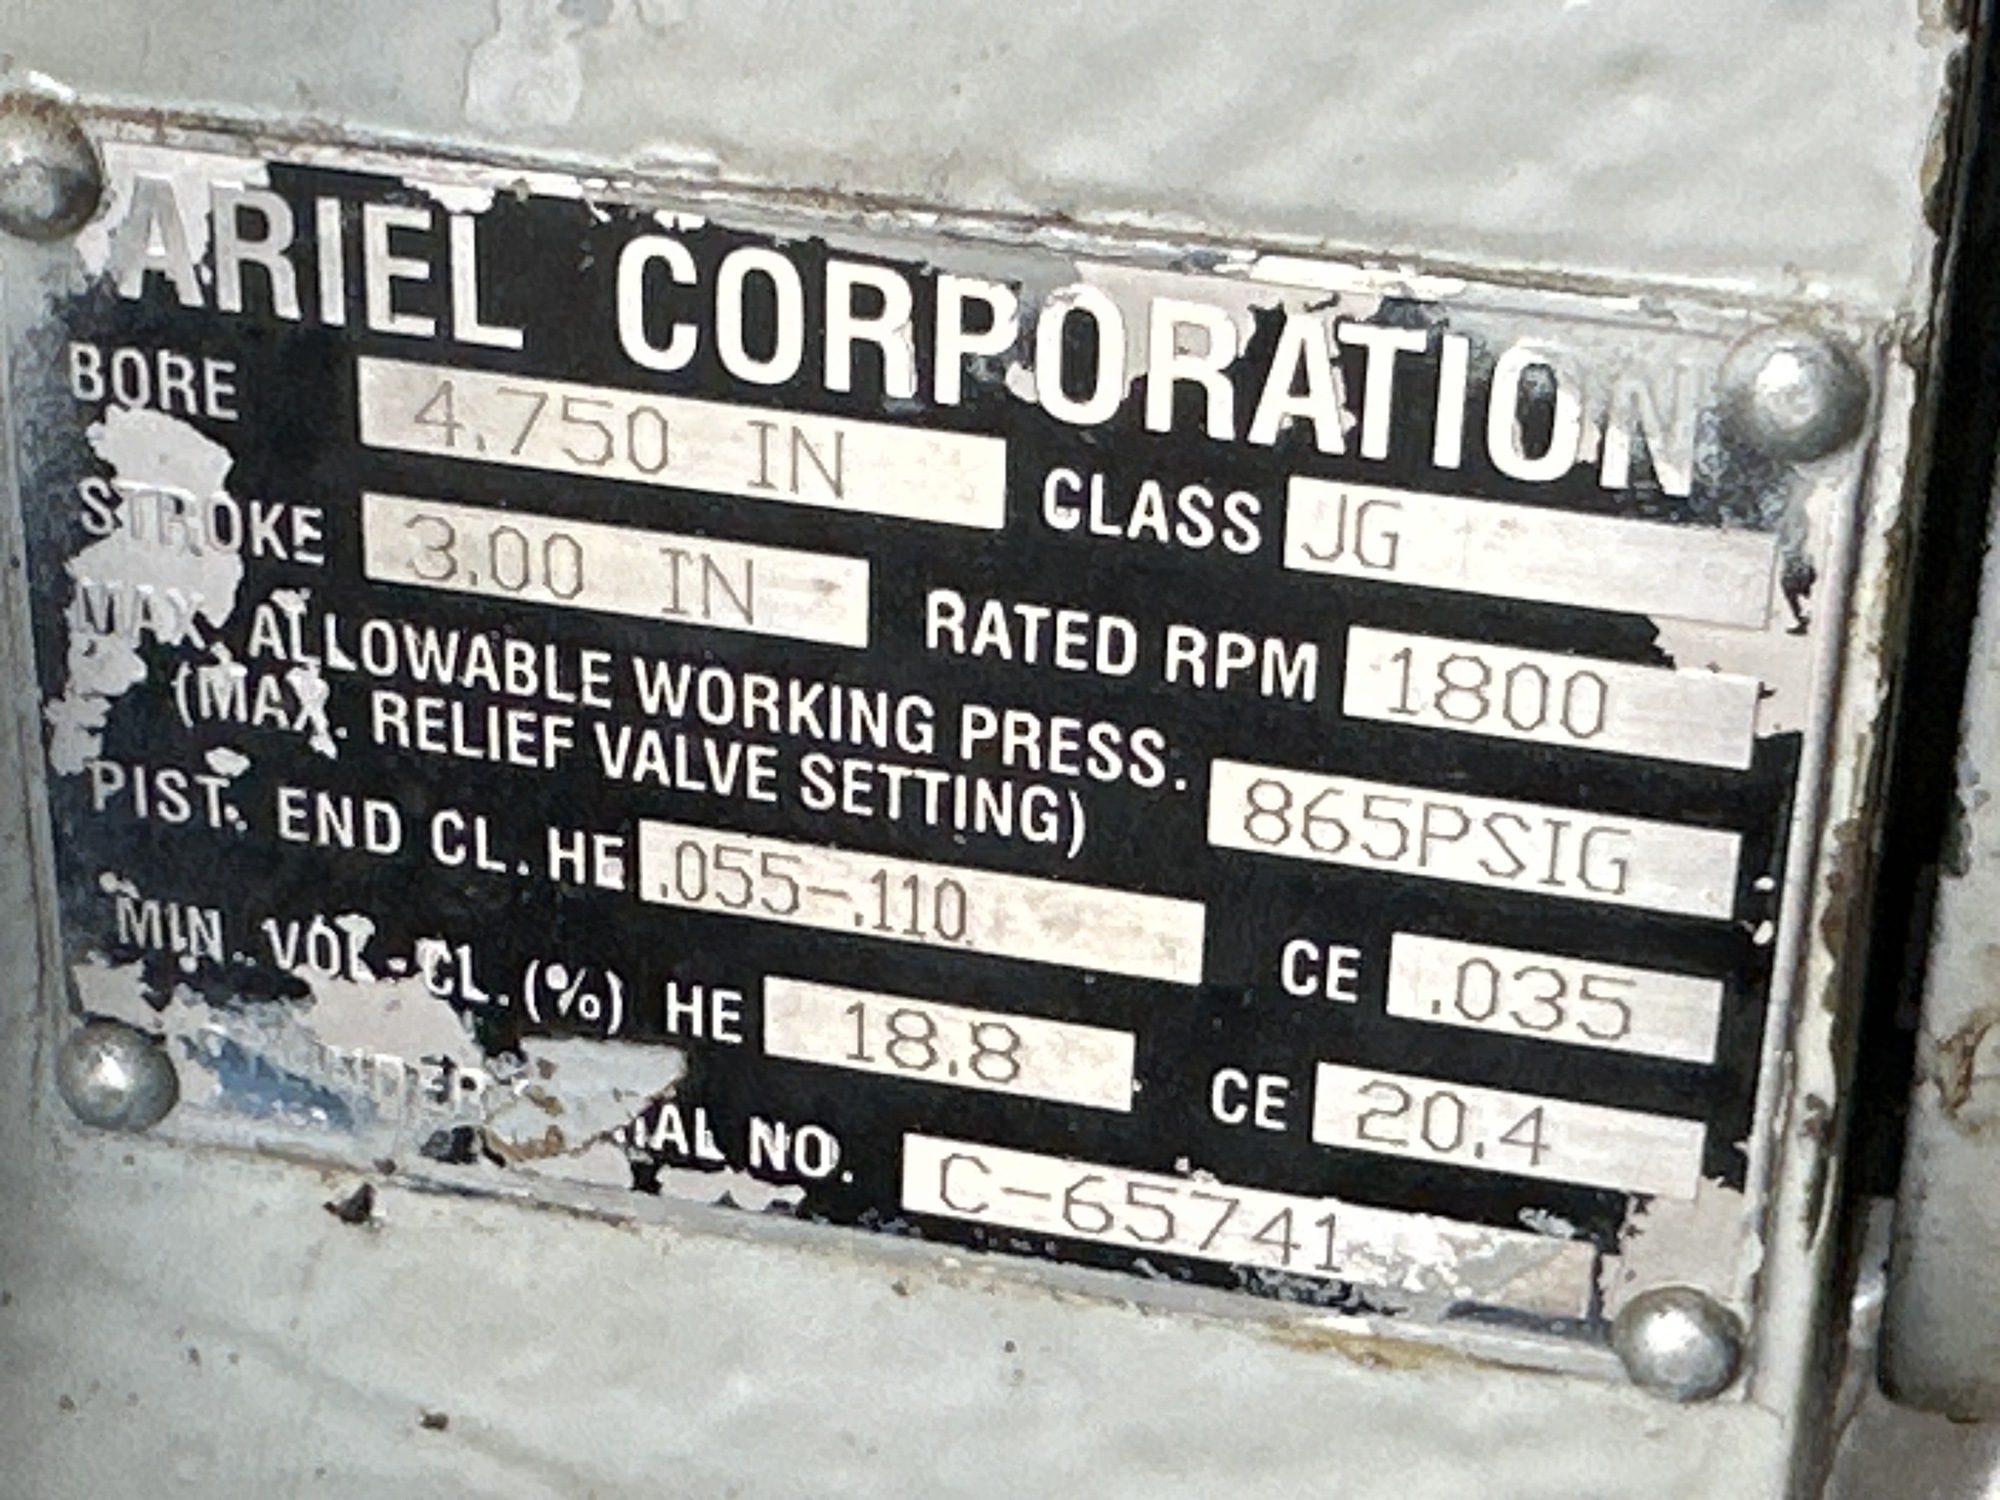 ARIEL CORPORATION
BORE 4.750 IN CLASS JG
STROKE 3.00 IN RATED RPM 1800
MAX. ALLOWABLE WORKING PRESS.
(MAX. RELIEF VALVE SETTING) 865PSIG
PIST. END CL. HE .055-.110 CE .035
MIN. VOL. CL. (%) HE 18.8 CE 20.4
NO. C-65741